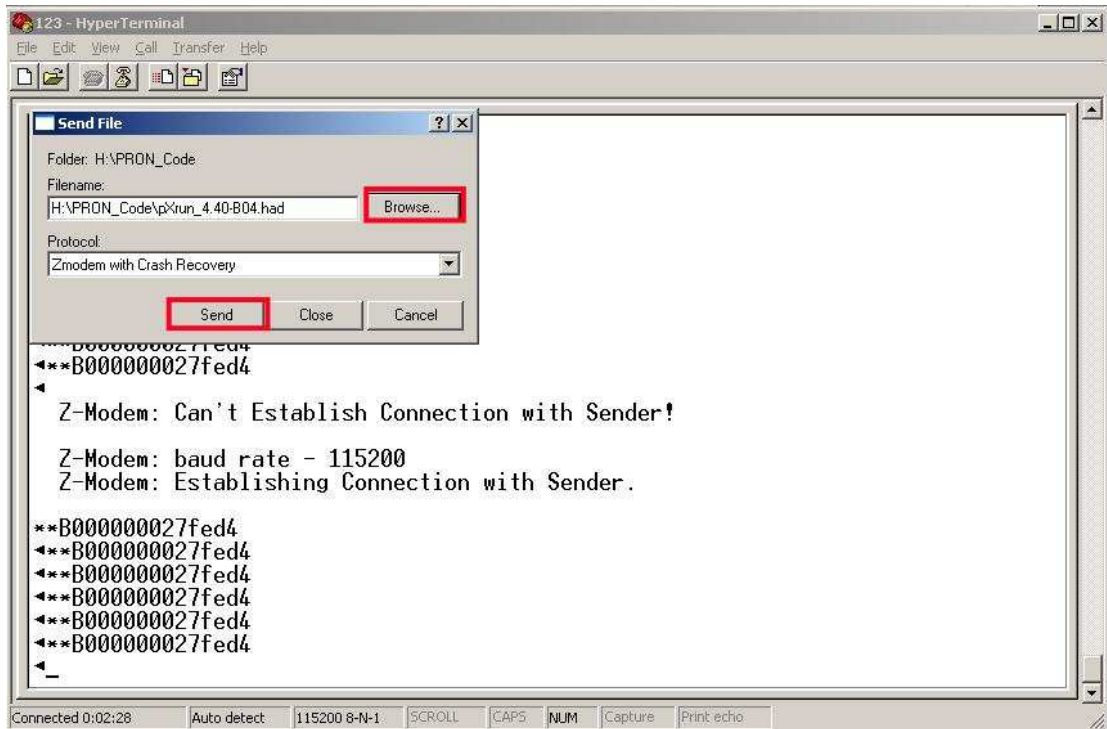 123 - HyperTerminal
File Edit View Call Transfer Help
Send File
Folder: H:\PRON_Code
Filename:
H:\PRON_Code\pXrun_4.40-B04.had
Browse...
Protocol:
Zmodem with Crash Recovery
Send Close Cancel
**B000000027fed4
◄**B000000027fed4
◄
Z-Modem: Can't Establish Connection with Sender!
Z-Modem: baud rate - 115200
Z-Modem: Establishing Connection with Sender.
**B000000027fed4
◄**B000000027fed4
◄**B000000027fed4
◄**B000000027fed4
◄**B000000027fed4
◄**B000000027fed4
◄_
Connected 0:02:28 Auto detect 115200 8-N-1 SCROLL CAPS NUM Capture Print echo